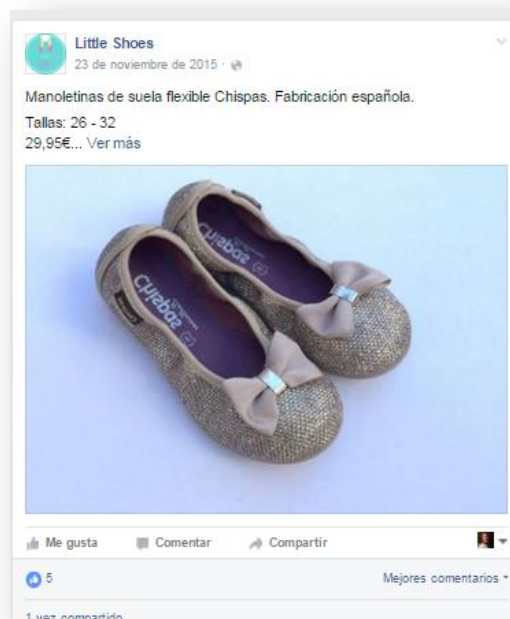 Little Shoes
23 de noviembre de 2015 ·
Manoletinas de suela flexible Chispas. Fabricación española.
Tallas: 26 - 32
29,95€... Ver más
Chispas
Chispas
Me gusta Comentar Compartir
5 Mejores comentarios
1 vez compartido